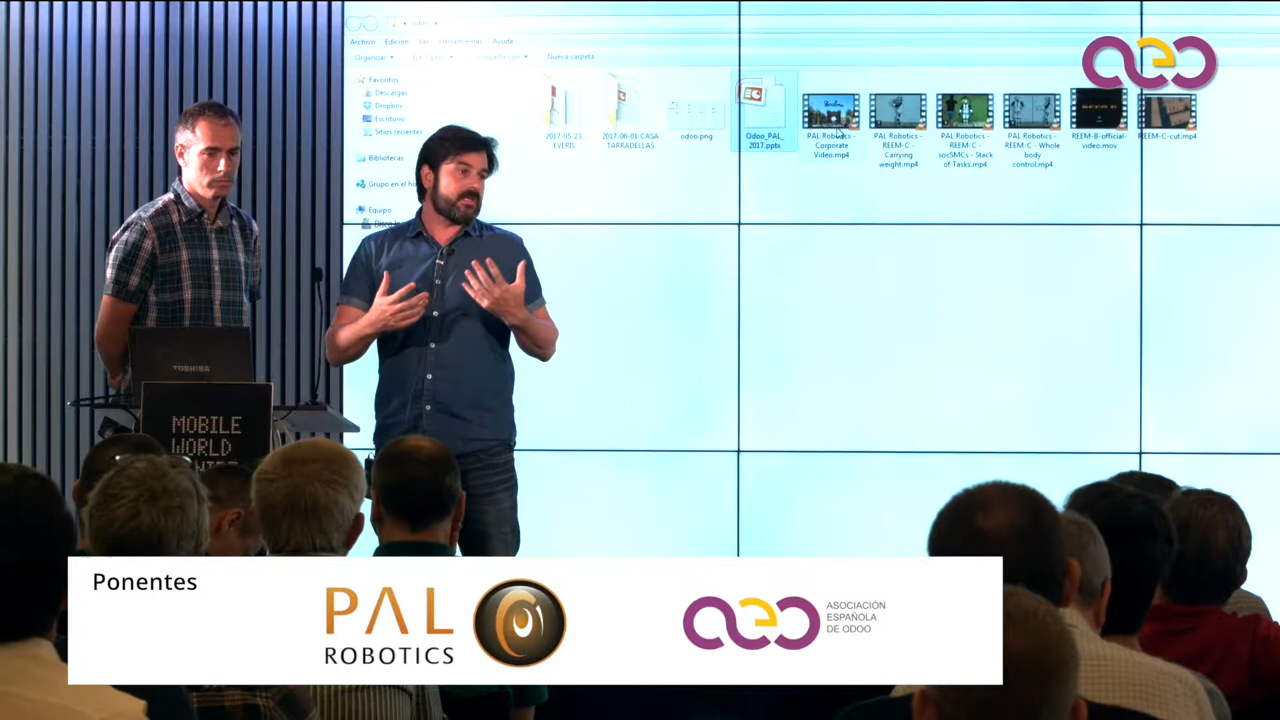 odoo
Archivo Edición Ver Herramientas Ayuda
Organizar Nueva carpeta
Favoritos
Descargas
Dropbox
Escritorio
Sitios recientes
Bibliotecas
Grupo en el ho
Equipo
2017-05-23
EVERIS
2017-06-01 CASA
TARRADELLAS
odoo.png
Odoo_PAL_
2017.pptx
PAL Robotics -
Corporate
Video.mp4
PAL Robotics -
REEM-C -
Carrying
weight.mp4
PAL Robotics -
REEM-C -
socSMCs - Stack
of Tasks.mp4
PAL Robotics -
REEM-C - Whole
body
control.mp4
REEM-B-official-
video.mov
REEM-C-cut.mp4
aeo
TOSHIBA
MOBILE
WORLD
Ponentes
PAL
ROBOTICS
aeo
ASOCIACIÓN
ESPAÑOLA
DE ODOO